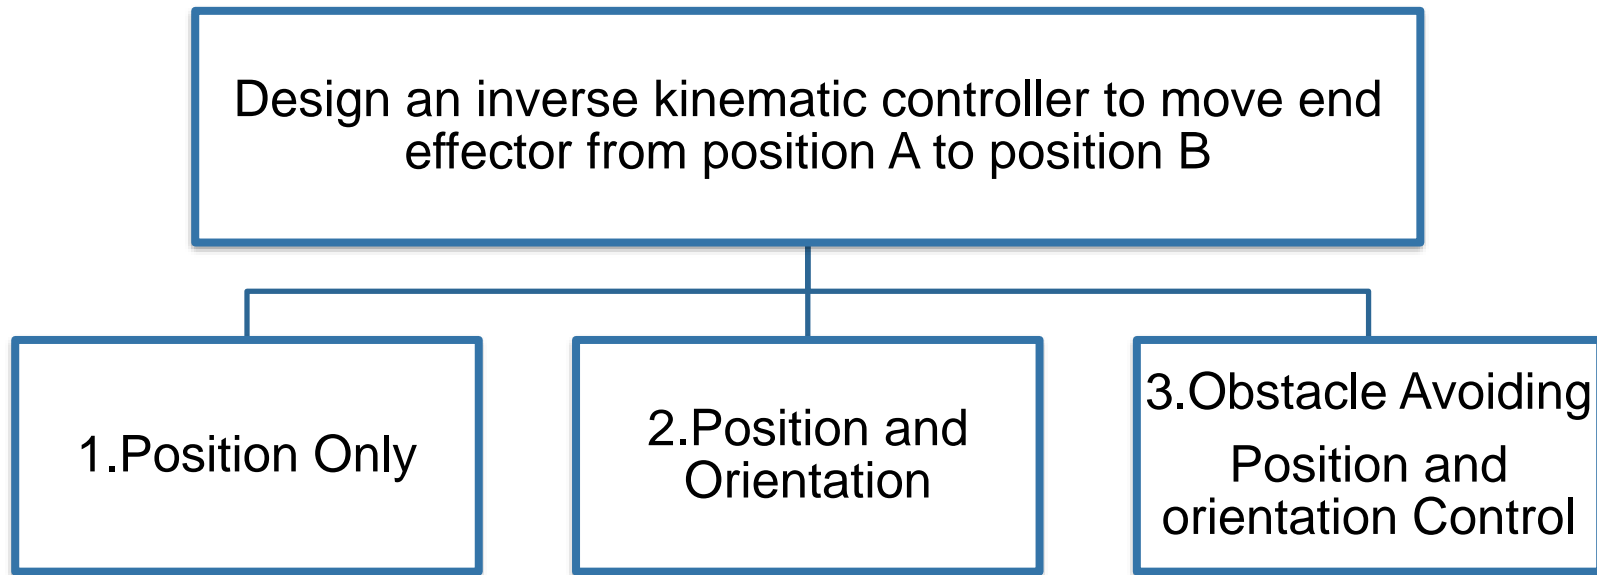 Design an inverse kinematic controller to move end
effector from position A to position B
1.Position Only
2.Position and
Orientation
3.Obstacle Avoiding
Position and
orientation Control